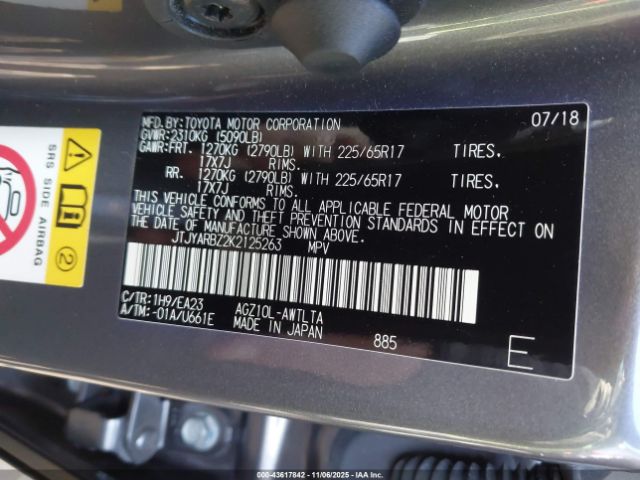 MFD.BY:TOYOTA MOTOR CORPORATION 07/18
GVWR:2310KG (5090LB)
GAWR:FRT. 1270KG (2790LB) WITH 225/65R17 TIRES.
17X7J RIMS.
RR. 1270KG (2790LB) WITH 225/65R17 TIRES.
17X7J RIMS.
THIS VEHICLE CONFORMS TO ALL APPLICABLE FEDERAL MOTOR
VEHICLE SAFETY AND THEFT PREVENTION STANDARDS IN EFFECT ON
THE DATE OF MANUFACTURE SHOWN ABOVE.
JTJYARBZ2K2125263 MPV
C/TR:1H9/EA23 AGZ10L-AWTLTA
A/TM:-01A/U661E MADE IN JAPAN 885 E
SRS SIDE AIRBAG
2
000-43617842 - 11/06/2025 - IAAI.COM